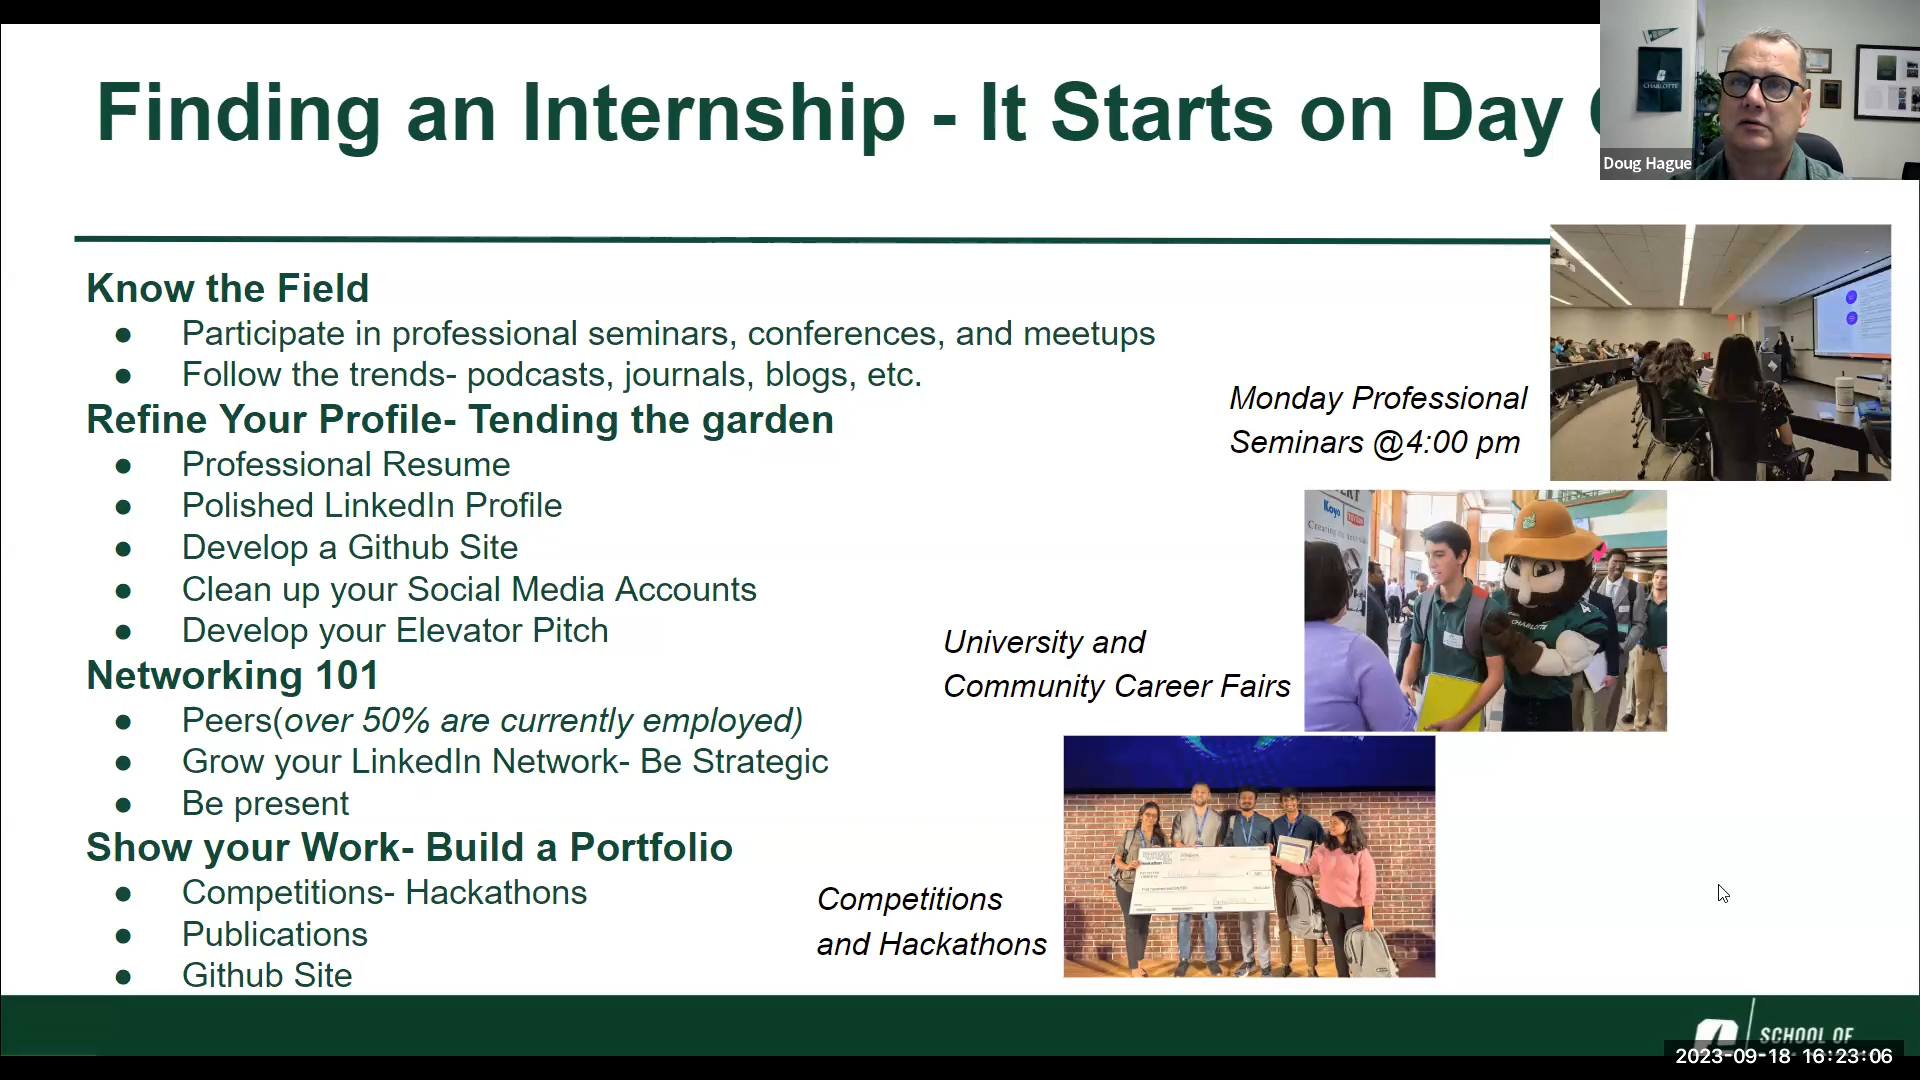 Finding an Internship - It Starts on Day
CHARLOTTE
Doug Hague
Know the Field
● Participate in professional seminars, conferences, and meetups
● Follow the trends- podcasts, journals, blogs, etc.
Refine Your Profile- Tending the garden
● Professional Resume
● Polished LinkedIn Profile
● Develop a Github Site
● Clean up your Social Media Accounts
● Develop your Elevator Pitch
Networking 101
● Peers(over 50% are currently employed)
● Grow your LinkedIn Network- Be Strategic
● Be present
Show your Work- Build a Portfolio
● Competitions- Hackathons
● Publications
● Github Site
Monday Professional
Seminars @4:00 pm
Koyo
CHARLOTTE
University and
Community Career Fairs
Competitions
and Hackathons
SCHOOL OF
2023-09-18 16:23:06